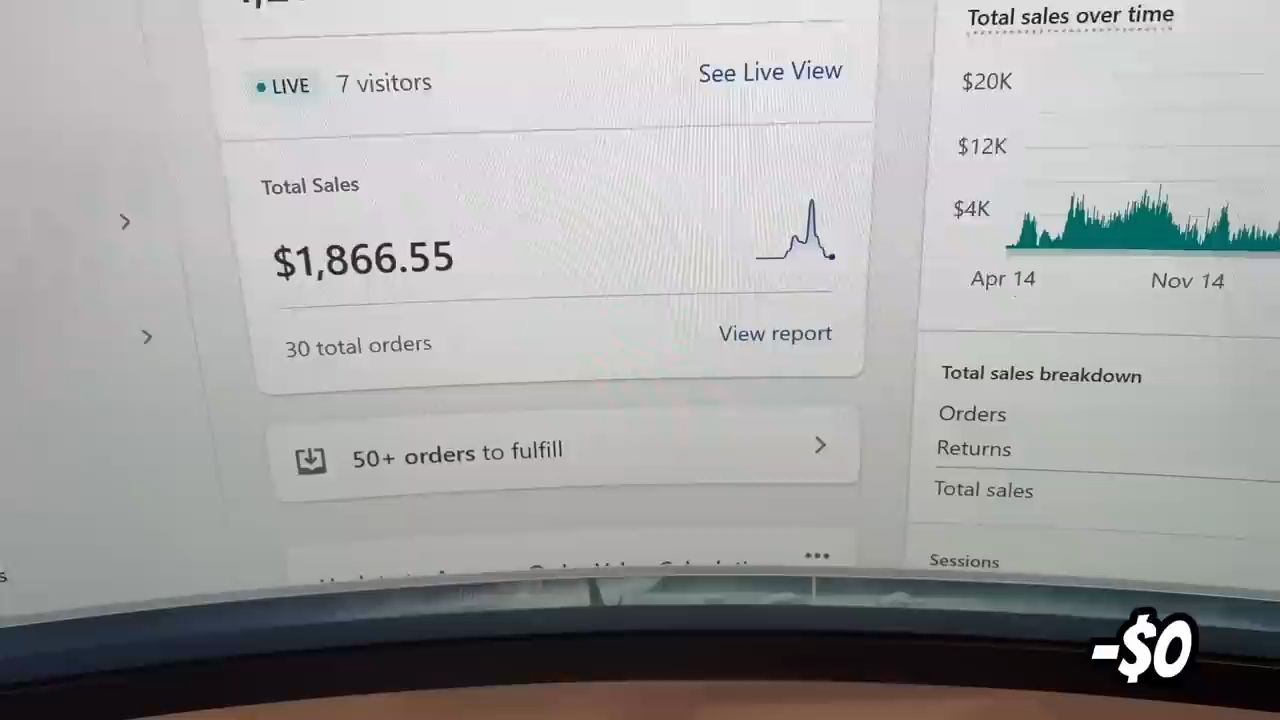 LIVE 7 visitors See Live View
Total Sales
$1,866.55
30 total orders View report
50+ orders to fulfill
Total sales over time
$20K
$12K
$4K
Apr 14 Nov 14
Total sales breakdown
Orders
Returns
Total sales
Sessions
-$0